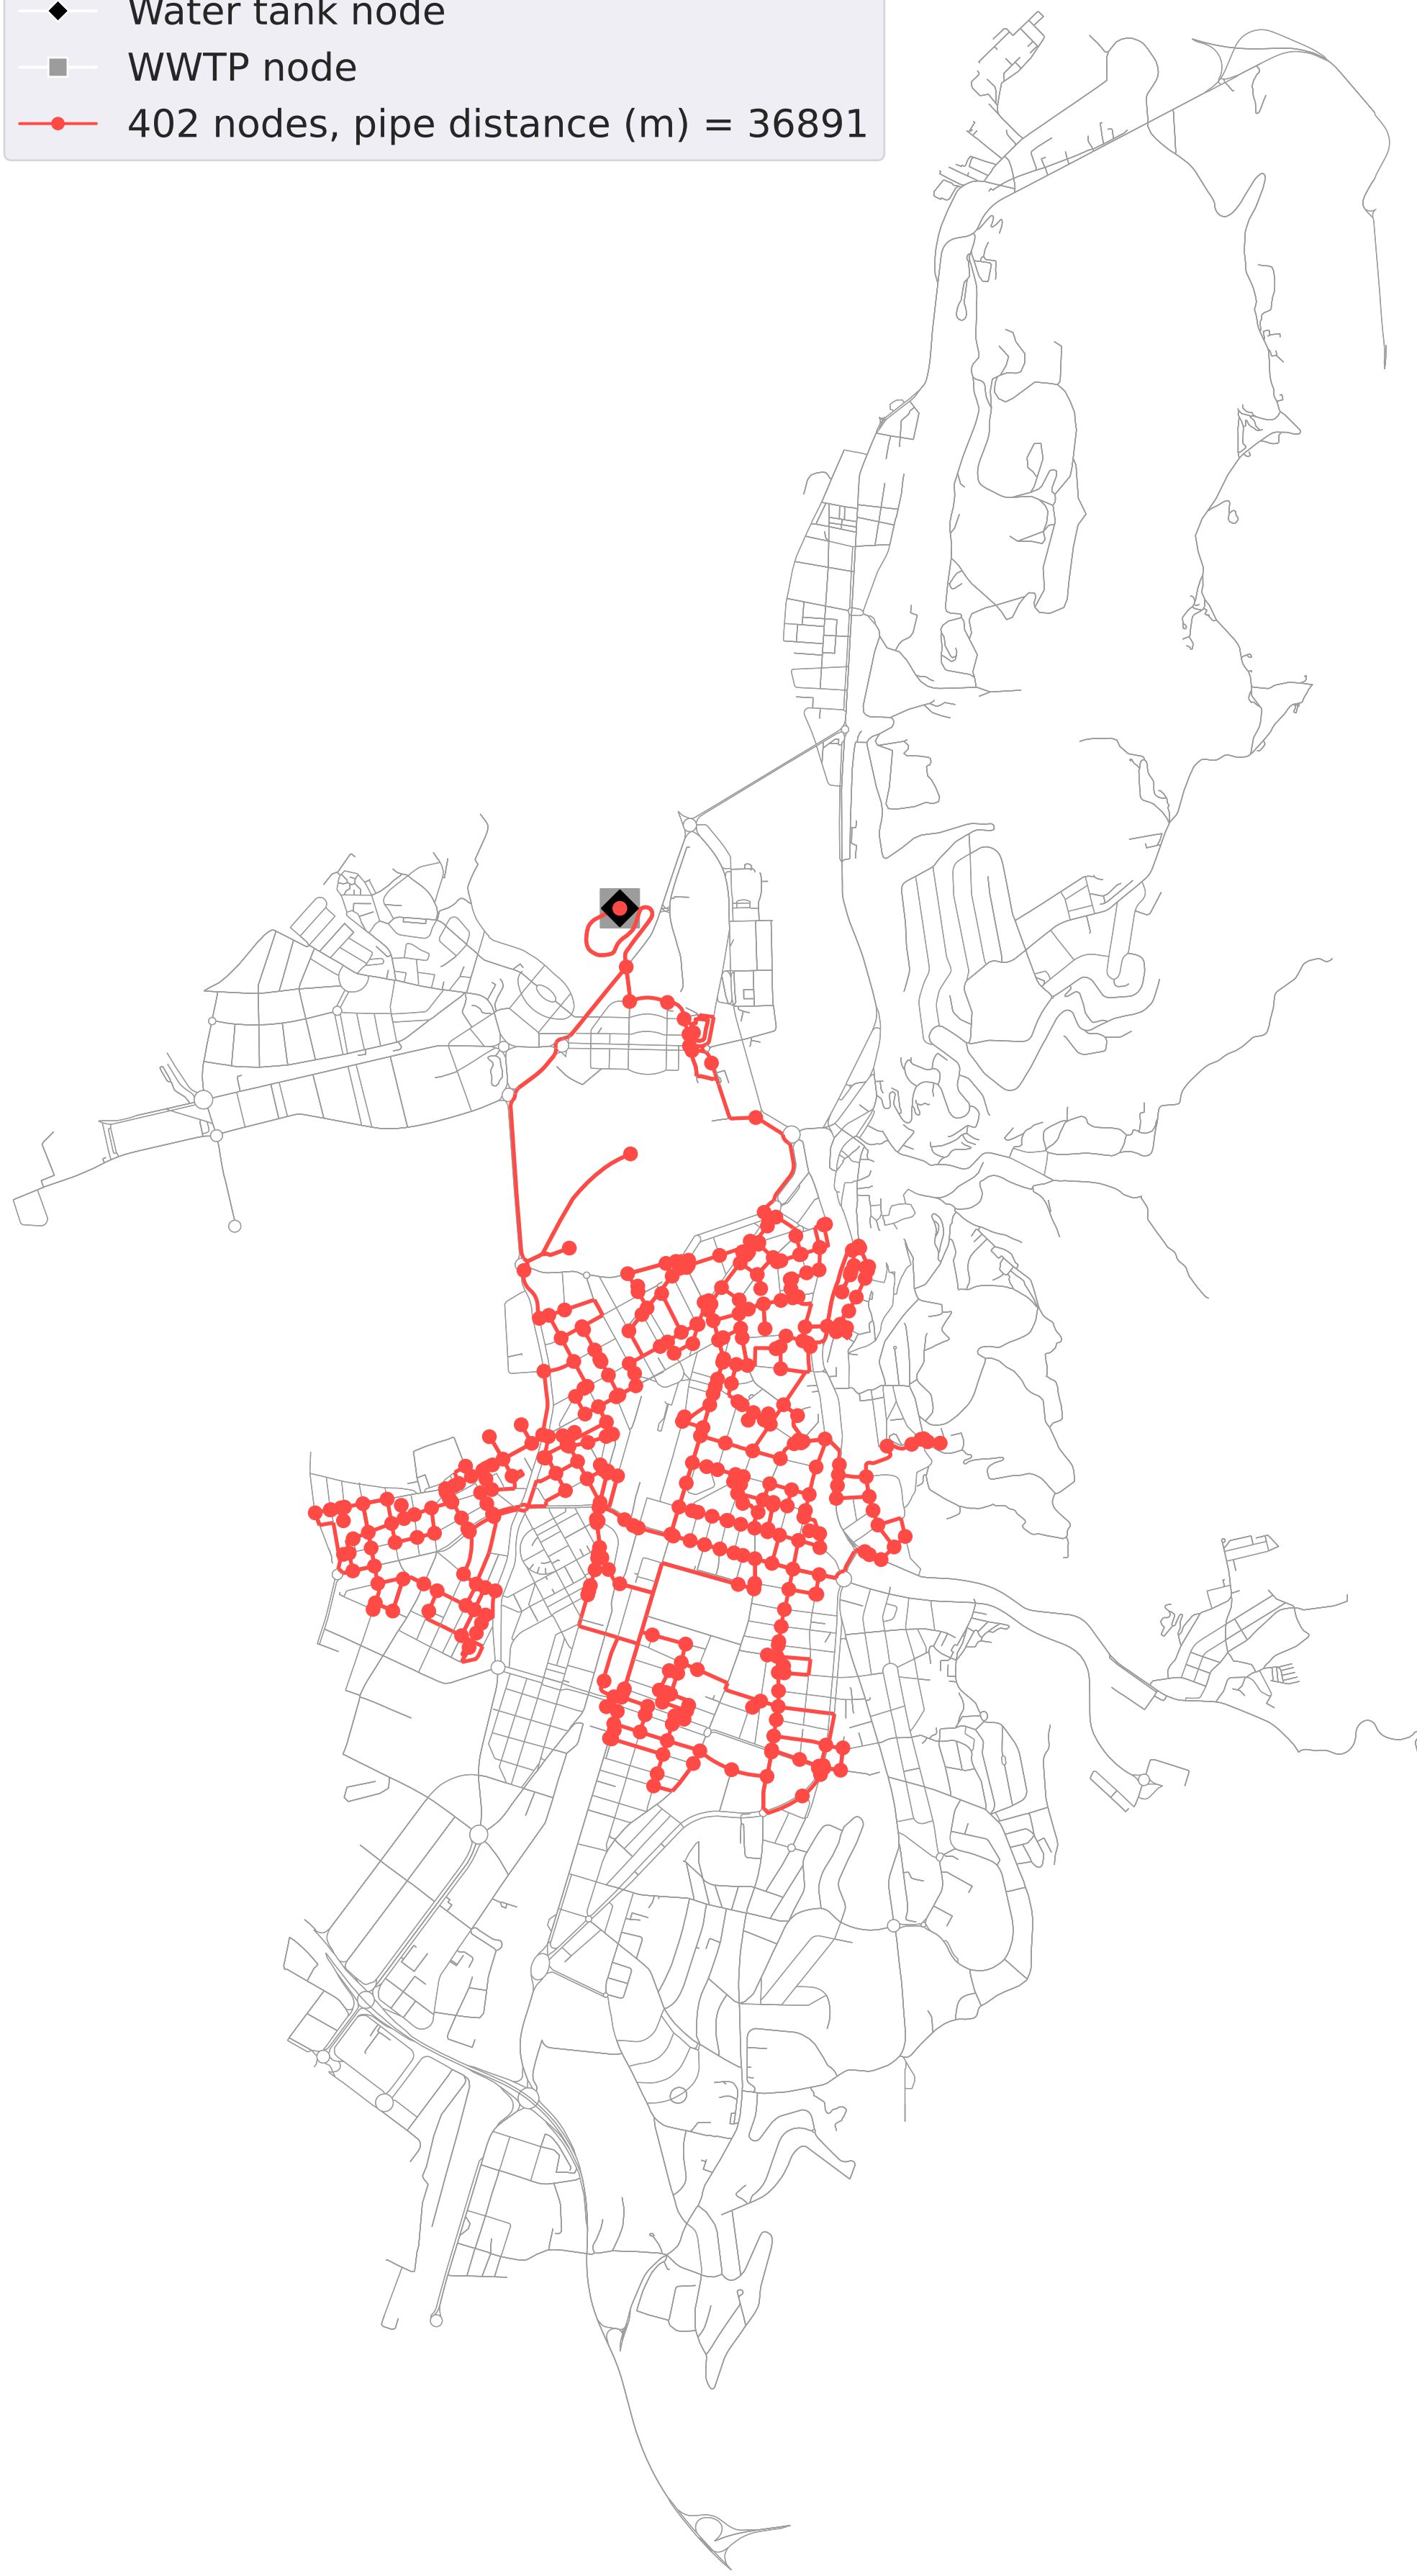 Water tank node
WWTP node
402 nodes, pipe distance (m) = 36891